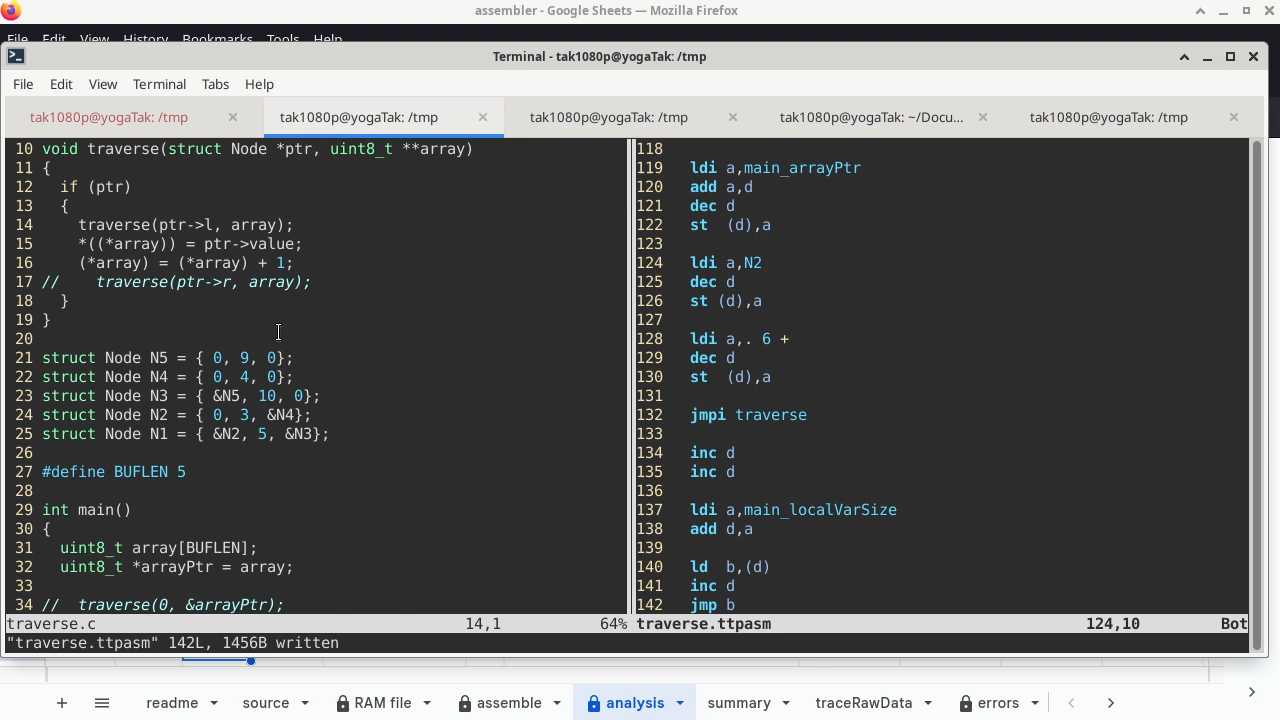 assembler - Google Sheets — Mozilla Firefox
File Edit View History Bookmarks Tools Help
Terminal - tak1080p@yogaTak: /tmp
File Edit View Terminal Tabs Help
tak1080p@yogaTak: /tmp × tak1080p@yogaTak: /tmp × tak1080p@yogaTak: /tmp × tak1080p@yogaTak: ~/Docu... × tak1080p@yogaTak: /tmp ×
10 void traverse(struct Node *ptr, uint8_t **array)
11 {
12   if (ptr)
13   {
14     traverse(ptr->l, array);
15     *((*array)) = ptr->value;
16     (*array) = (*array) + 1;
17 //    traverse(ptr->r, array);
18   }
19 }
20
21 struct Node N5 = { 0, 9, 0};
22 struct Node N4 = { 0, 4, 0};
23 struct Node N3 = { &N5, 10, 0};
24 struct Node N2 = { 0, 3, &N4};
25 struct Node N1 = { &N2, 5, &N3};
26
27 #define BUFLEN 5
28
29 int main()
30 {
31   uint8_t array[BUFLEN];
32   uint8_t *arrayPtr = array;
33
34 //  traverse(0, &arrayPtr);
traverse.c 14,1 64%
"traverse.ttpasm" 142L, 1456B written
118
119   ldi a,main_arrayPtr
120   add a,d
121   dec d
122   st  (d),a
123
124   ldi a,N2
125   dec d
126   st (d),a
127
128   ldi a,. 6 +
129   dec d
130   st  (d),a
131
132   jmpi traverse
133
134   inc d
135   inc d
136
137   ldi a,main_localVarSize
138   add d,a
139
140   ld  b,(d)
141   inc d
142   jmp b
traverse.ttpasm 124,10 Bot
+ readme source RAM file assemble analysis summary traceRawData errors